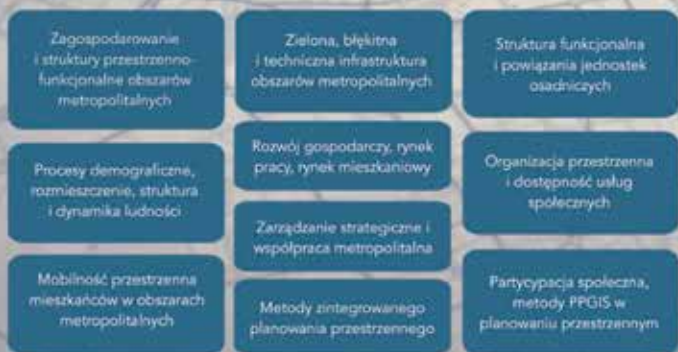 Zagospodarowanie
i struktury przestrzenno-
funkcjonalne obszarów
metropolitalnych
Procesy demograficzne,
rozmieszczenie, struktura
i dynamika ludności
Mobilność przestrzenna
mieszkańców w obszarach
metropolitalnych
Zielona, błękitna
i techniczna infrastruktura
obszarów metropolitalnych
Rozwój gospodarczy, rynek
pracy, rynek mieszkaniowy
Zarządzanie strategiczne i
współpraca metropolitalna
Metody zintegrowanego
planowania przestrzennego
Struktura funkcjonalna
i powiązania jednostek
osadniczych
Organizacja przestrzenna
i dostępność usług
społecznych
Partycypacja społeczna,
metody PPGIS w
planowaniu przestrzennym